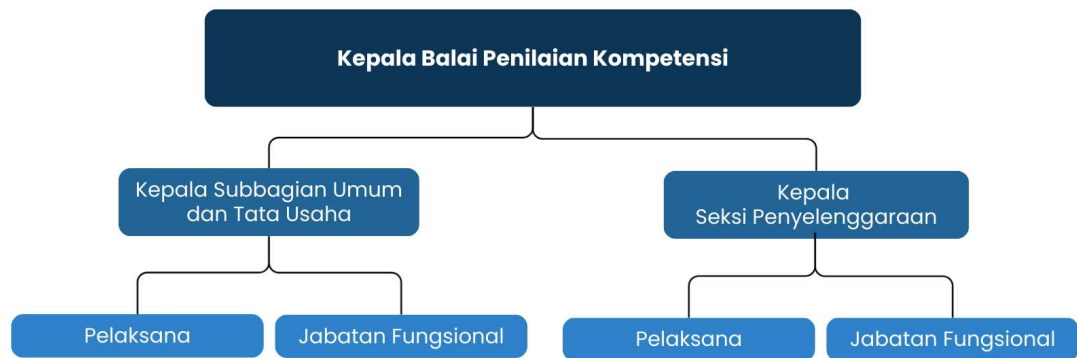 Kepala Balai Penilaian Kompetensi
Kepala Subbagian Umum
dan Tata Usaha
Kepala
Seksi Penyelenggaraan
Pelaksana
Jabatan Fungsional
Pelaksana
Jabatan Fungsional